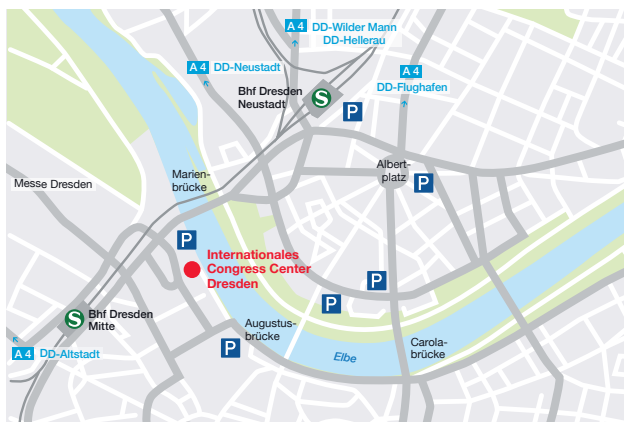 A 4 DD-Wilder Mann
DD-Hellerau
A 4 DD-Neustadt
A 4
DD-Flughafen
Bhf Dresden
Neustadt
S
P
Marien-
brücke
Albert-
platz
P
Messe Dresden
P
Internationales
Congress Center
Dresden
P
P
S
Bhf Dresden
Mitte
Augustus-
brücke
Carola-
brücke
P
Elbe
A 4 DD-Altstadt